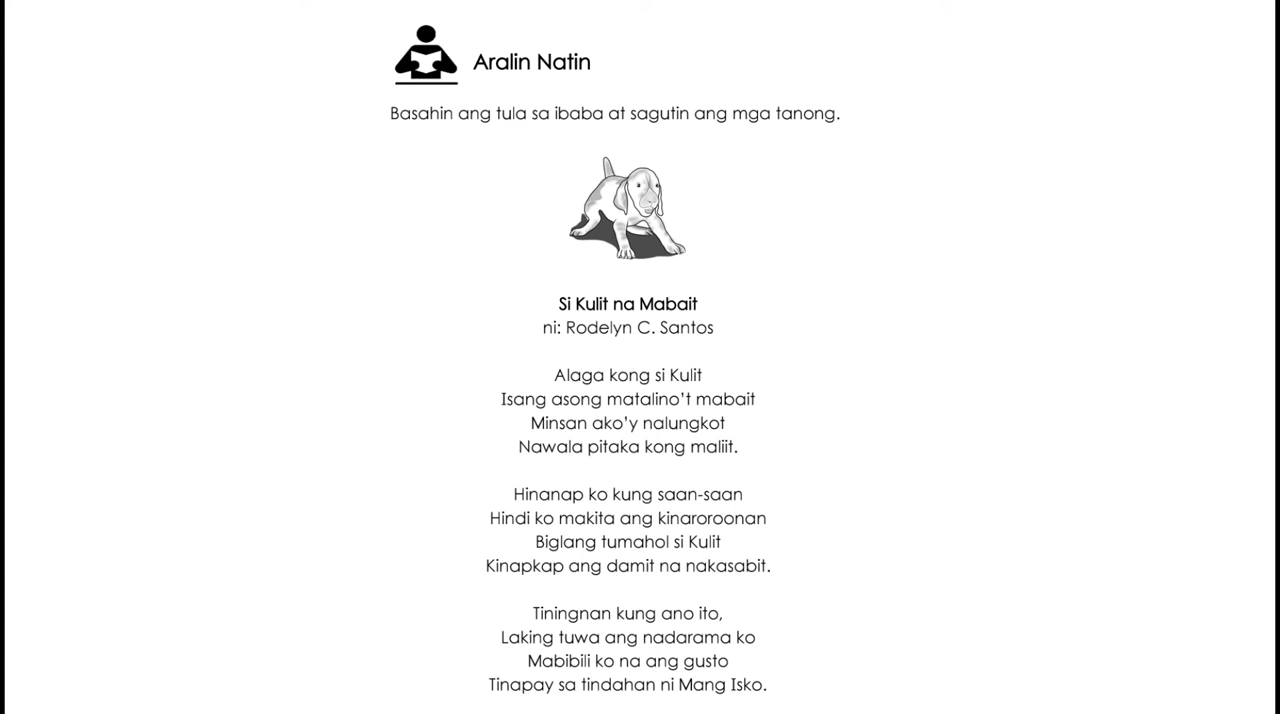 Aralin Natin
Basahin ang tula sa ibaba at sagutin ang mga tanong.
Si Kulit na Mabait
ni: Rodelyn C. Santos
Alaga kong si Kulit
Isang asong matalino’t mabait
Minsan ako’y nalungkot
Nawala pitaka kong maliit.
Hinanap ko kung saan-saan
Hindi ko makita ang kinaroroonan
Biglang tumahol si Kulit
Kinapkap ang damit na nakasabit.
Tiningnan kung ano ito,
Laking tuwa ang nadarama ko
Mabibili ko na ang gusto
Tinapay sa tindahan ni Mang Isko.